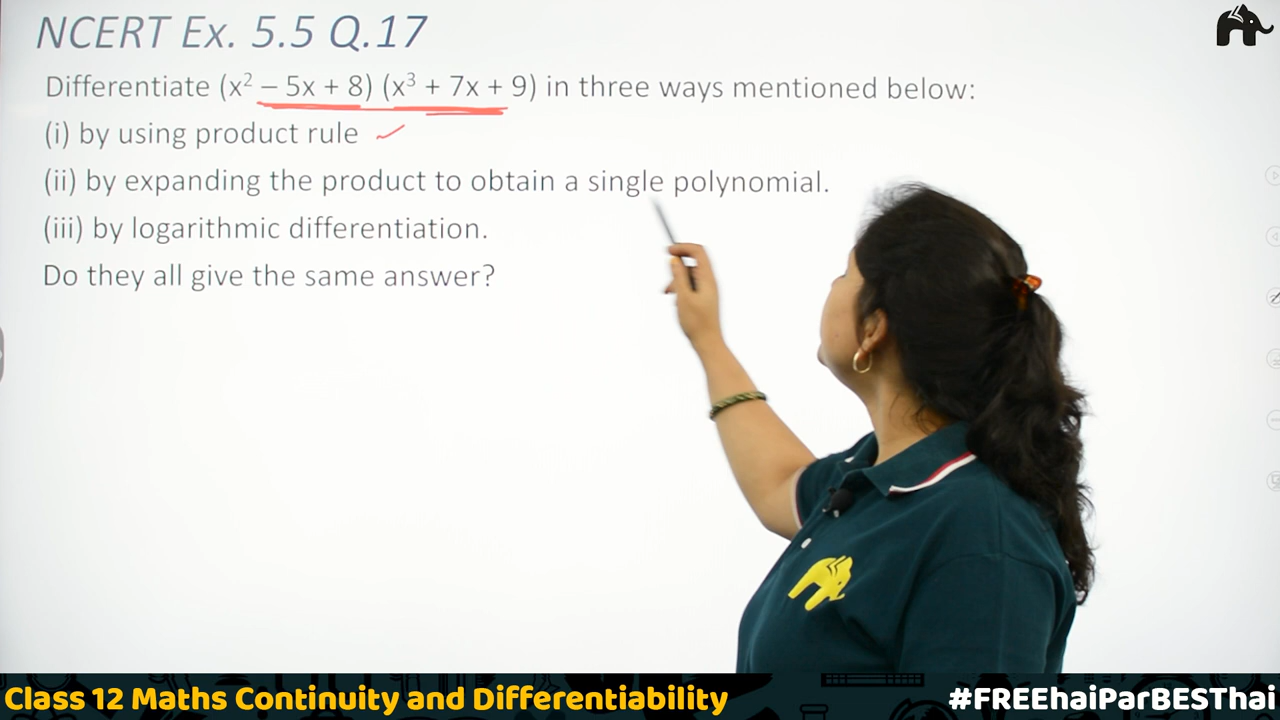 NCERT Ex. 5.5 Q.17
Differentiate (x² – 5x + 8) (x³ + 7x + 9) in three ways mentioned below:
(i) by using product rule
(ii) by expanding the product to obtain a single polynomial.
(iii) by logarithmic differentiation.
Do they all give the same answer?
Class 12 Maths Continuity and Differentiability
#FREEhaiParBESThai